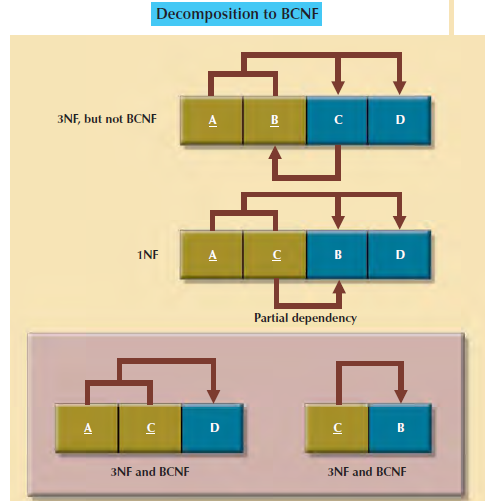 Decomposition to BCNF
3NF, but not BCNF
A B C D
1NF
A C B D
Partial dependency
A C D
C B
3NF and BCNF
3NF and BCNF